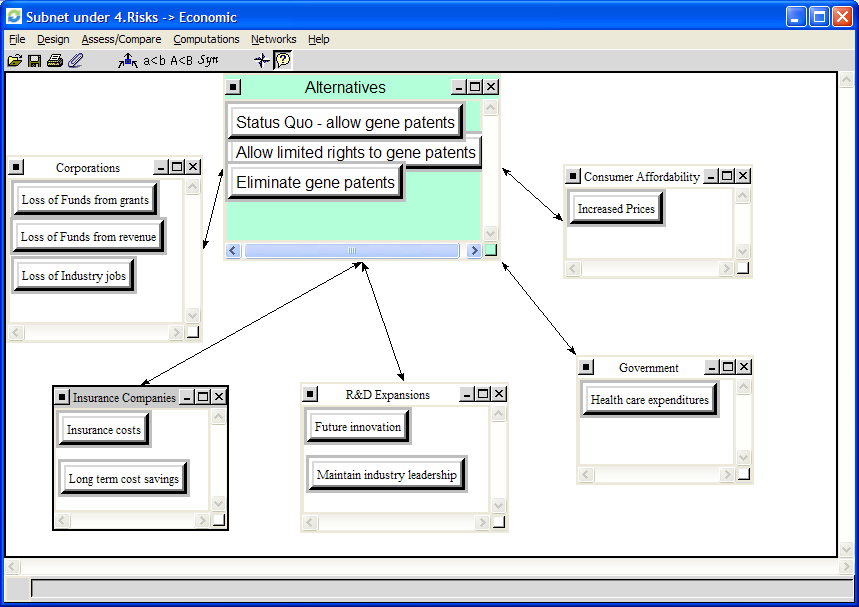 Subnet under 4.Risks -> Economic
File Design Assess/Compare Computations Networks Help
a<b A<B Syn
Alternatives
Status Quo - allow gene patents
Allow limited rights to gene patents
Eliminate gene patents
Corporations
Loss of Funds from grants
Loss of Funds from revenue
Loss of Industry jobs
Consumer Affordability
Increased Prices
Insurance Companies
Insurance costs
Long term cost savings
R&D Expansions
Future innovation
Maintain industry leadership
Government
Health care expenditures